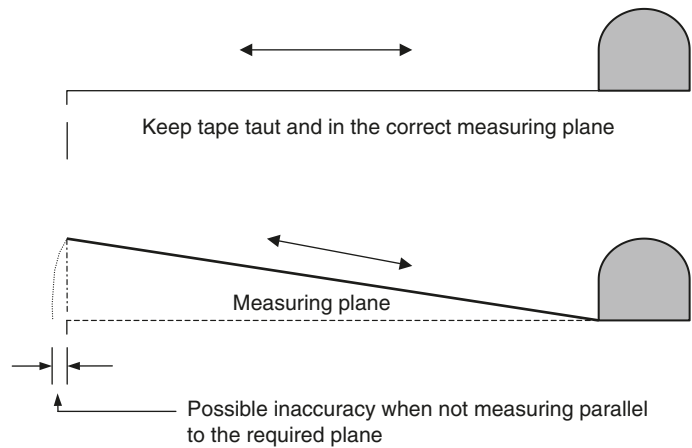 Keep tape taut and in the correct measuring plane
Measuring plane
Possible inaccuracy when not measuring parallel
to the required plane